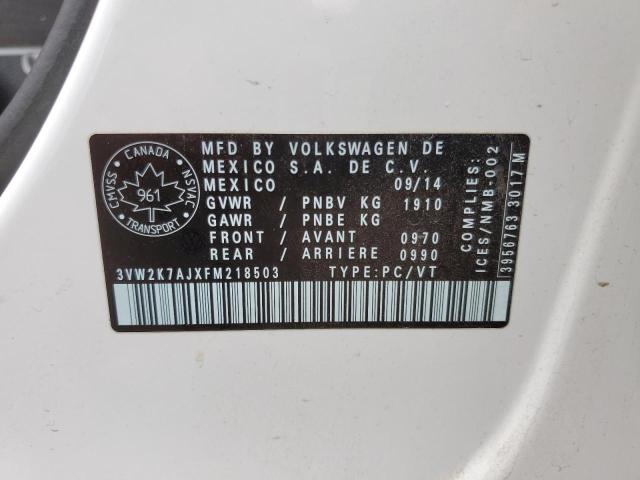 CANADA
CMVSS
NSVAC
961
TRANSPORT
MFD BY VOLKSWAGEN DE
MEXICO S.A. DE C.V.
MEXICO 09/14
GVWR / PNBV KG 1910
GAWR / PNBE KG
FRONT / AVANT 0970
REAR / ARRIERE 0990
3VW2K7AJXFM218503 TYPE:PC/VT
COMPLIES:
ICES/NMB-002
3956763 3017 M